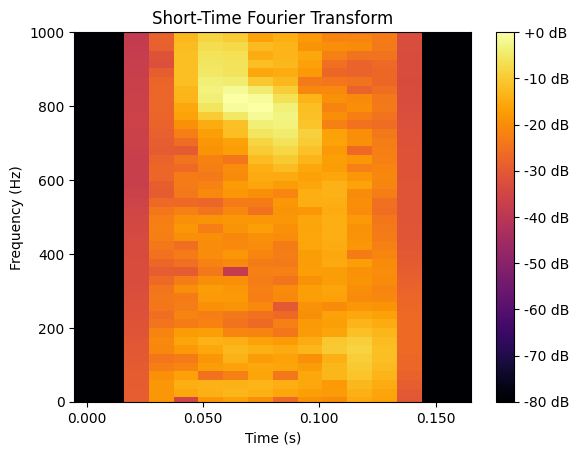 Short-Time Fourier Transform
1000
800
600
400
200
0
Frequency (Hz)
0.000
0.050
0.100
0.150
Time (s)
+0 dB
-10 dB
-20 dB
-30 dB
-40 dB
-50 dB
-60 dB
-70 dB
-80 dB